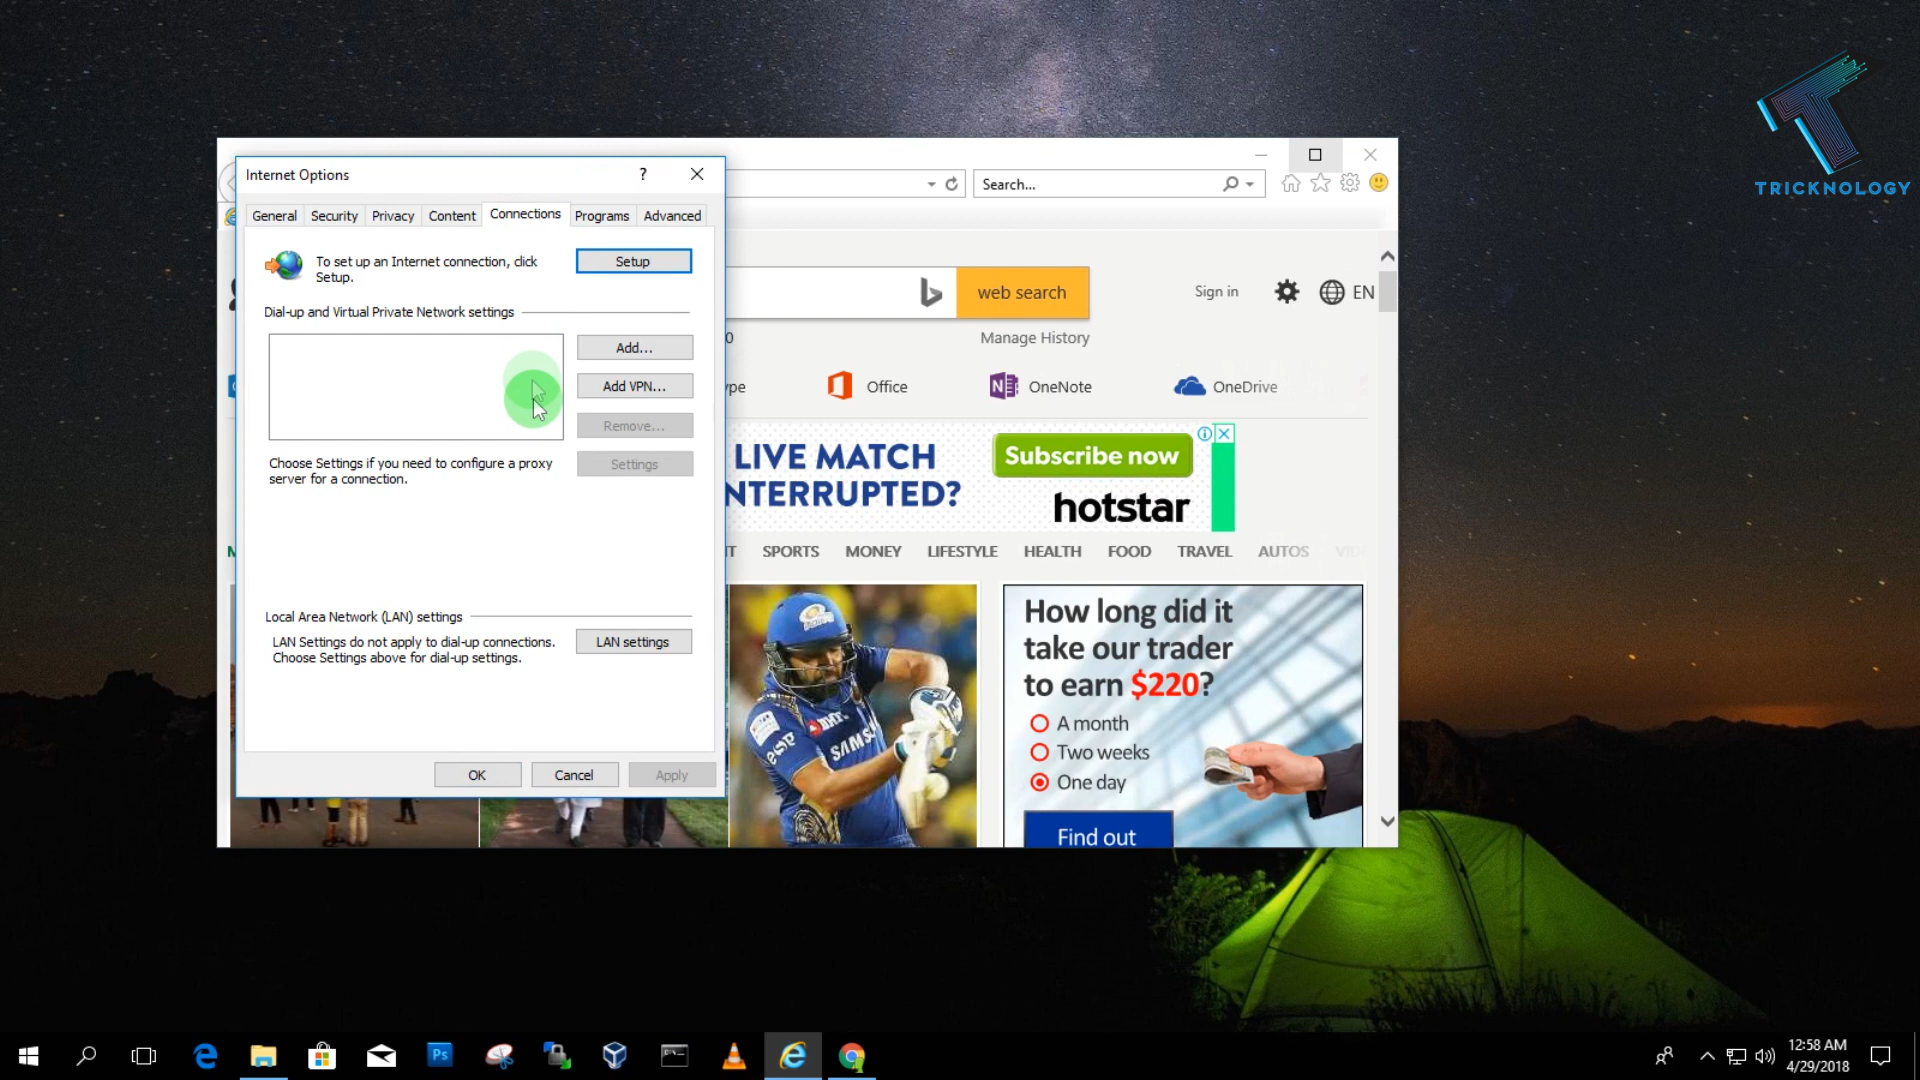 TRICKNOLOGY
Internet Options
?
General Security Privacy Content Connections Programs Advanced
To set up an Internet connection, click
Setup.
Setup
Dial-up and Virtual Private Network settings
Add...
Add VPN...
Remove...
Choose Settings if you need to configure a proxy
server for a connection.
Settings
Local Area Network (LAN) settings
LAN Settings do not apply to dial-up connections.
Choose Settings above for dial-up settings.
LAN settings
OK Cancel Apply
Search...
web search
Sign in
EN
Manage History
Office OneNote OneDrive
LIVE MATCH
Subscribe now
hotstar
SPORTS MONEY LIFESTYLE HEALTH FOOD TRAVEL AUTOS
SAMSU
How long did it
take our trader
to earn $220?
A month
Two weeks
One day
Find out
Ps
12:58 AM
4/29/2018